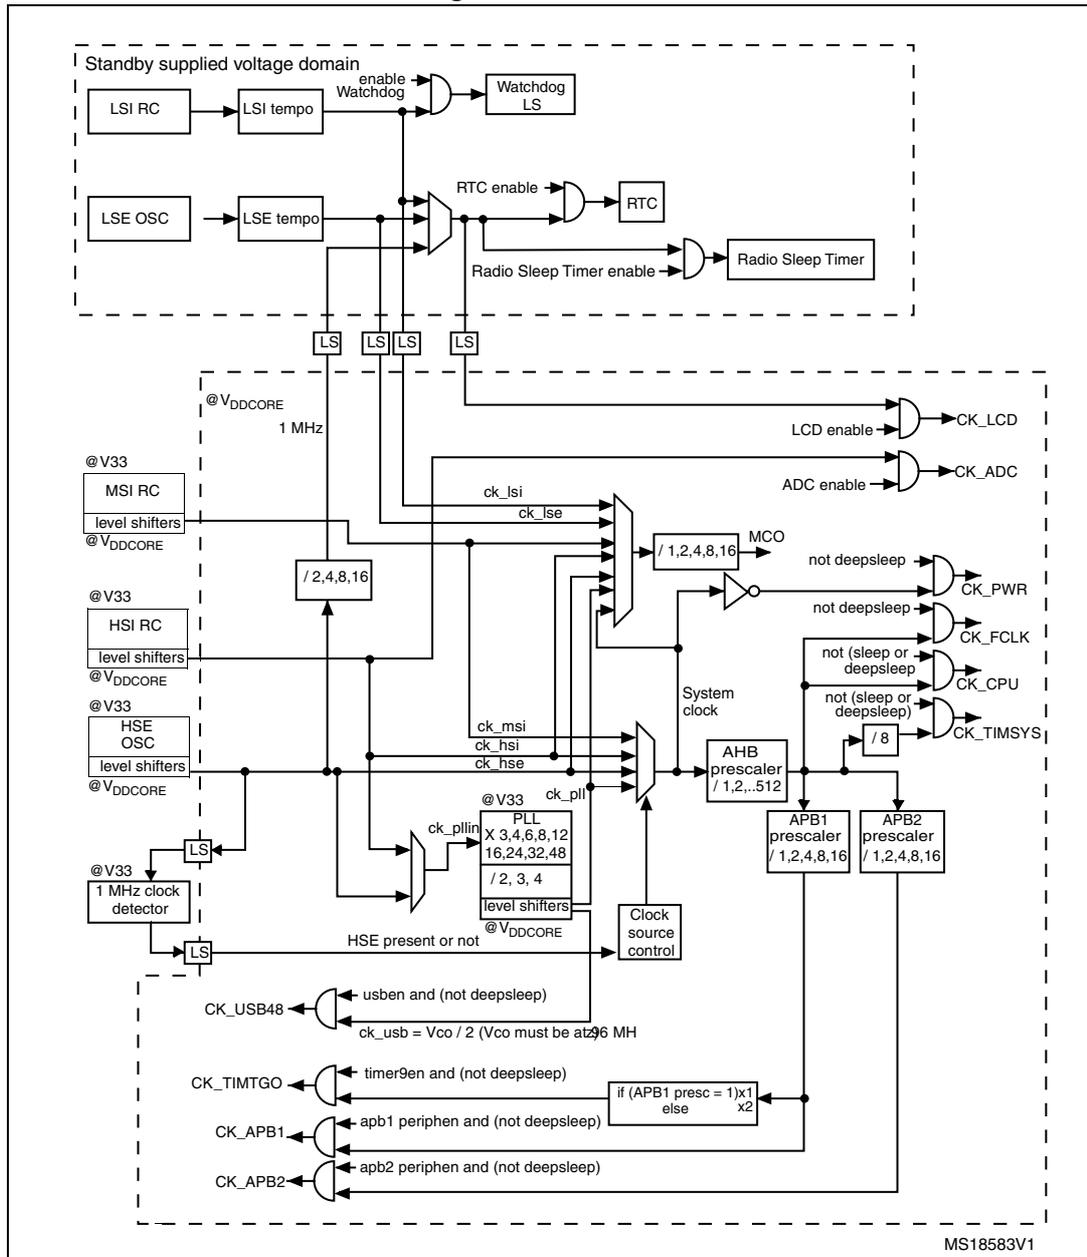 Standby supplied voltage domain
enable
Watchdog
Watchdog
LS
LSI RC
LSI tempo
RTC enable
RTC
LSE OSC
LSE tempo
Radio Sleep Timer enable
Radio Sleep Timer
LS
LS
LS
LS
@VDDCORE
1 MHz
LCD enable
CK_LCD
@V33
MSI RC
level shifters
@VDDCORE
ADC enable
CK_ADC
ck_lsi
ck_lse
/ 1,2,4,8,16
MCO
/ 2,4,8,16
not deepsleep
CK_PWR
@V33
HSI RC
level shifters
@VDDCORE
not deepsleep
CK_FCLK
not (sleep or
deepsleep
CK_CPU
not (sleep or
deepsleep)
CK_TIMSYS
/ 8
System
clock
@V33
HSE
OSC
level shifters
@VDDCORE
ck_msi
ck_hsi
ck_hse
ck_pll
AHB
prescaler
/ 1,2,..512
@V33
PLL
X 3,4,6,8,12
16,24,32,48
/ 2, 3, 4
level shifters
@VDDCORE
ck_pllin
APB1
prescaler
/ 1,2,4,8,16
APB2
prescaler
/ 1,2,4,8,16
LS
@V33
1 MHz clock
detector
LS
HSE present or not
Clock
source
control
CK_USB48
usben and (not deepsleep)
ck_usb = Vco / 2 (Vco must be atz96 MH
CK_TIMTGO
timer9en and (not deepsleep)
if (APB1 presc = 1)x1
else x2
CK_APB1
apb1 periphen and (not deepsleep)
CK_APB2
apb2 periphen and (not deepsleep)
MS18583V1